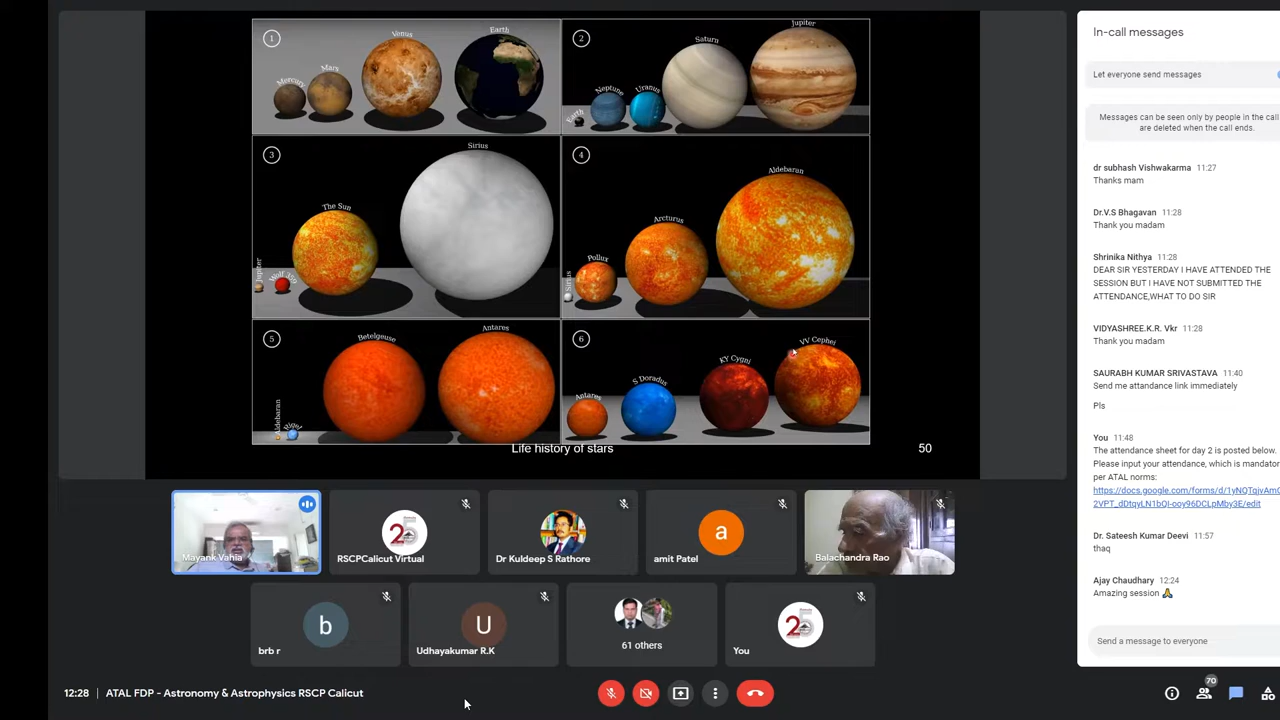 1
Mercury
Mars
Venus
Earth
2
Earth
Neptune
Uranus
Saturn
Jupiter
3
Jupiter
Wolf 359
The Sun
Sirius
4
Sirius
Pollux
Arcturus
Aldebaran
5
Aldebaran
Rigel
Betelgeuse
Antares
6
Antares
S Doradus
KY Cygni
VV Cephei
Life history of stars
50
Mayank Vahia
RSCPCalicut Virtual
25
Dr Kuldeep S Rathore
amit Patel
a
Balachandra Rao
brb r
b
Udhayakumar R.K
U
61 others
You
25
12:28 | ATAL FDP - Astronomy & Astrophysics RSCP Calicut
70
In-call messages
Let everyone send messages
Messages can be seen only by people in the call
are deleted when the call ends.
dr subhash Vishwakarma 11:27
Thanks mam
Dr.V.S Bhagavan 11:28
Thank you madam
Shrinika Nithya 11:28
DEAR SIR YESTERDAY I HAVE ATTENDED THE
SESSION BUT I HAVE NOT SUBMITTED THE
ATTENDANCE,WHAT TO DO SIR
VIDYASHREE.K.R. Vkr 11:28
Thank you madam
SAURABH KUMAR SRIVASTAVA 11:40
Send me attandance link immediately
Pls
You 11:48
The attendance sheet for day 2 is posted below.
Please input your attendance, which is mandator
per ATAL norms:
Dr. Sateesh Kumar Deevi 11:57
thaq
Ajay Chaudhary 12:24
Amazing session 🙏
Send a message to everyone